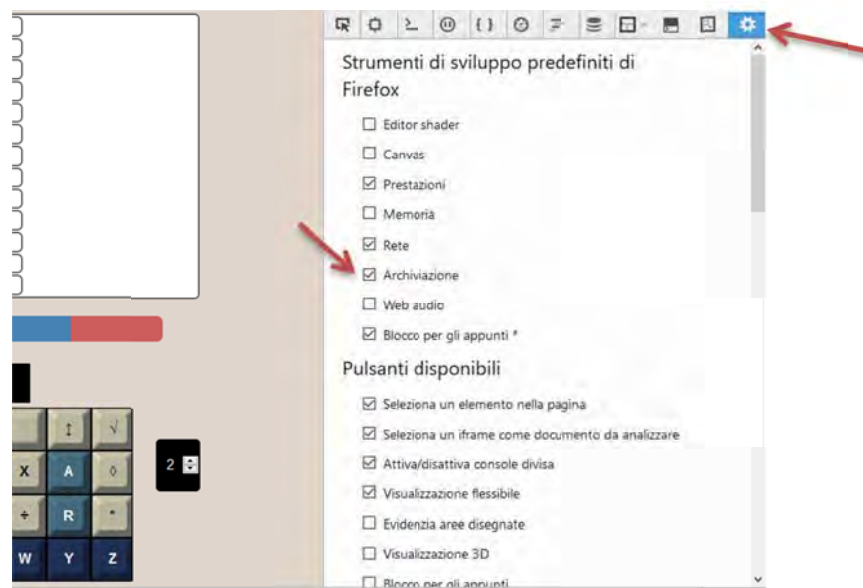 Strumenti di sviluppo predefiniti di
Firefox
Editor shader
Canvas
Prestazioni
Memoria
Rete
Archiviazione
Web audio
Blocco per gli appunti *
Pulsanti disponibili
Seleziona un elemento nella pagina
Seleziona un iframe come documento da analizzare
Attiva/disattiva console divisa
Visualizzazione flessibile
Evidenzia aree disegnate
Visualizzazione 3D
Blocco per gli appunti
↕ √
X A ◊
2
÷ R *
W Y Z